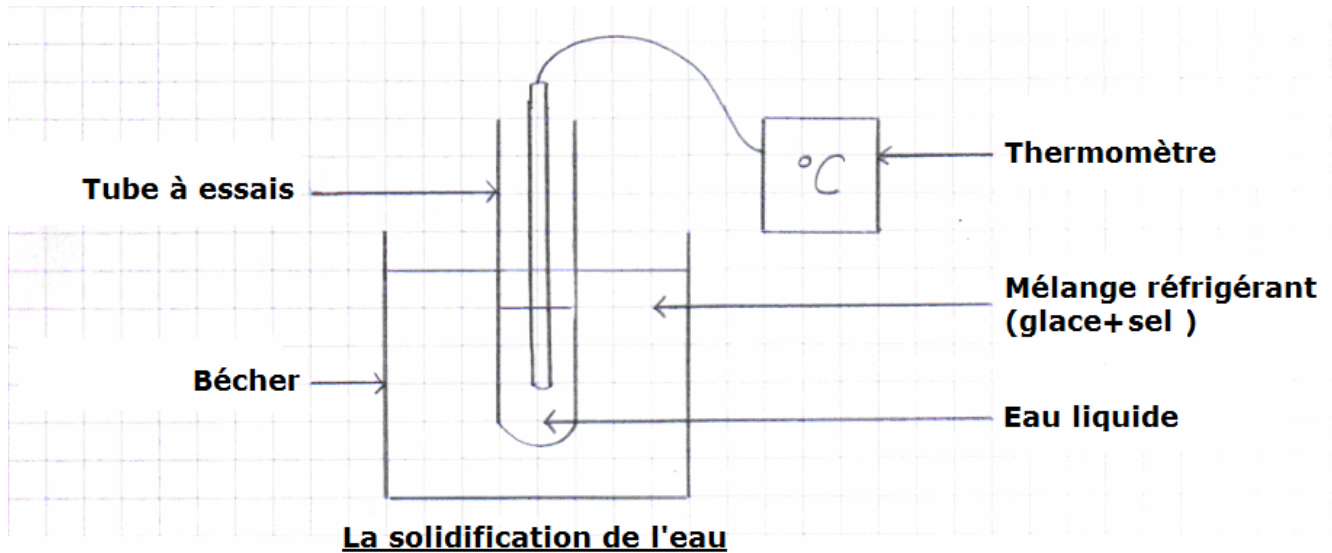 Tube à essais
°C
Thermomètre
Mélange réfrigérant
(glace+sel )
Bécher
Eau liquide
La solidification de l'eau